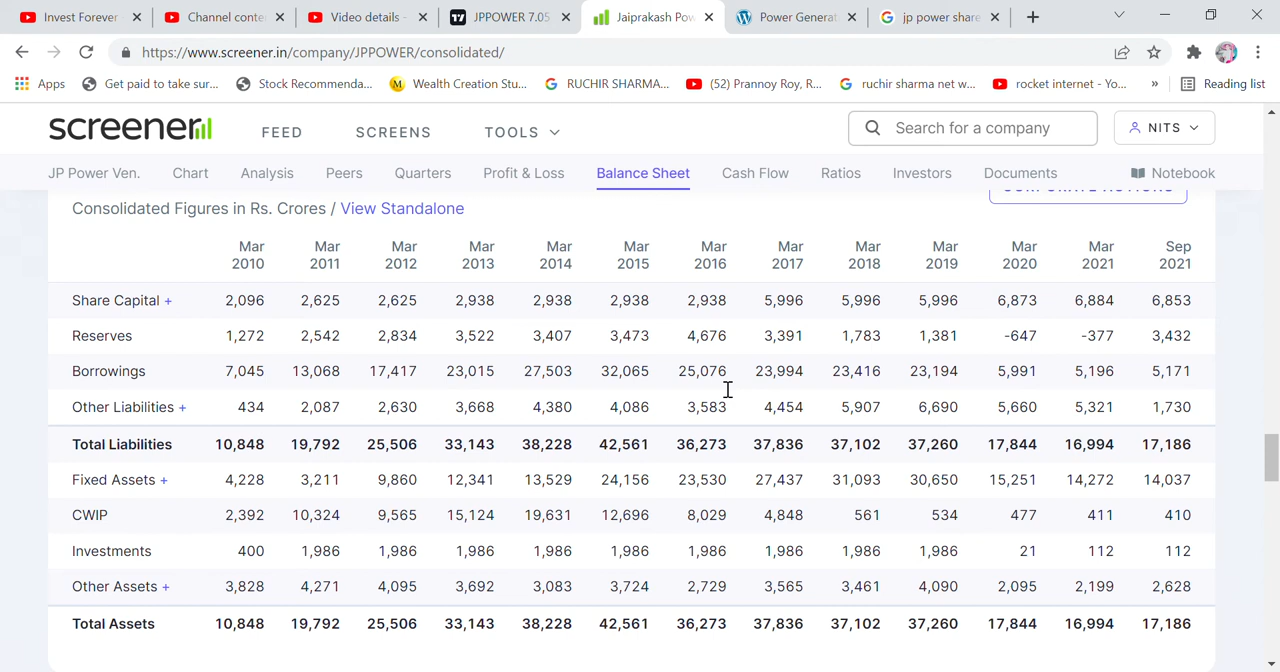 Invest Forever
Channel conte
Video details -
JPPOWER 7.05
Jaiprakash Pow
Power Generat
jp power share
https://www.screener.in/company/JPPOWER/consolidated/
Apps Get paid to take sur... Stock Recommenda... Wealth Creation Stu... RUCHIR SHARMA... (52) Prannoy Roy, R... ruchir sharma net w... rocket internet - Yo... » Reading list
screener FEED SCREENS TOOLS Search for a company NITS
JP Power Ven. Chart Analysis Peers Quarters Profit & Loss Balance Sheet Cash Flow Ratios Investors Documents Notebook
CORPORATE ACTIONS
Consolidated Figures in Rs. Crores / View Standalone
Mar 2010 Mar 2011 Mar 2012 Mar 2013 Mar 2014 Mar 2015 Mar 2016 Mar 2017 Mar 2018 Mar 2019 Mar 2020 Mar 2021 Sep 2021
Share Capital + 2,096 2,625 2,625 2,938 2,938 2,938 2,938 5,996 5,996 5,996 6,873 6,884 6,853
Reserves 1,272 2,542 2,834 3,522 3,407 3,473 4,676 3,391 1,783 1,381 -647 -377 3,432
Borrowings 7,045 13,068 17,417 23,015 27,503 32,065 25,076 23,994 23,416 23,194 5,991 5,196 5,171
Other Liabilities + 434 2,087 2,630 3,668 4,380 4,086 3,583 4,454 5,907 6,690 5,660 5,321 1,730
Total Liabilities 10,848 19,792 25,506 33,143 38,228 42,561 36,273 37,836 37,102 37,260 17,844 16,994 17,186
Fixed Assets + 4,228 3,211 9,860 12,341 13,529 24,156 23,530 27,437 31,093 30,650 15,251 14,272 14,037
CWIP 2,392 10,324 9,565 15,124 19,631 12,696 8,029 4,848 561 534 477 411 410
Investments 400 1,986 1,986 1,986 1,986 1,986 1,986 1,986 1,986 1,986 21 112 112
Other Assets + 3,828 4,271 4,095 3,692 3,083 3,724 2,729 3,565 3,461 4,090 2,095 2,199 2,628
Total Assets 10,848 19,792 25,506 33,143 38,228 42,561 36,273 37,836 37,102 37,260 17,844 16,994 17,186